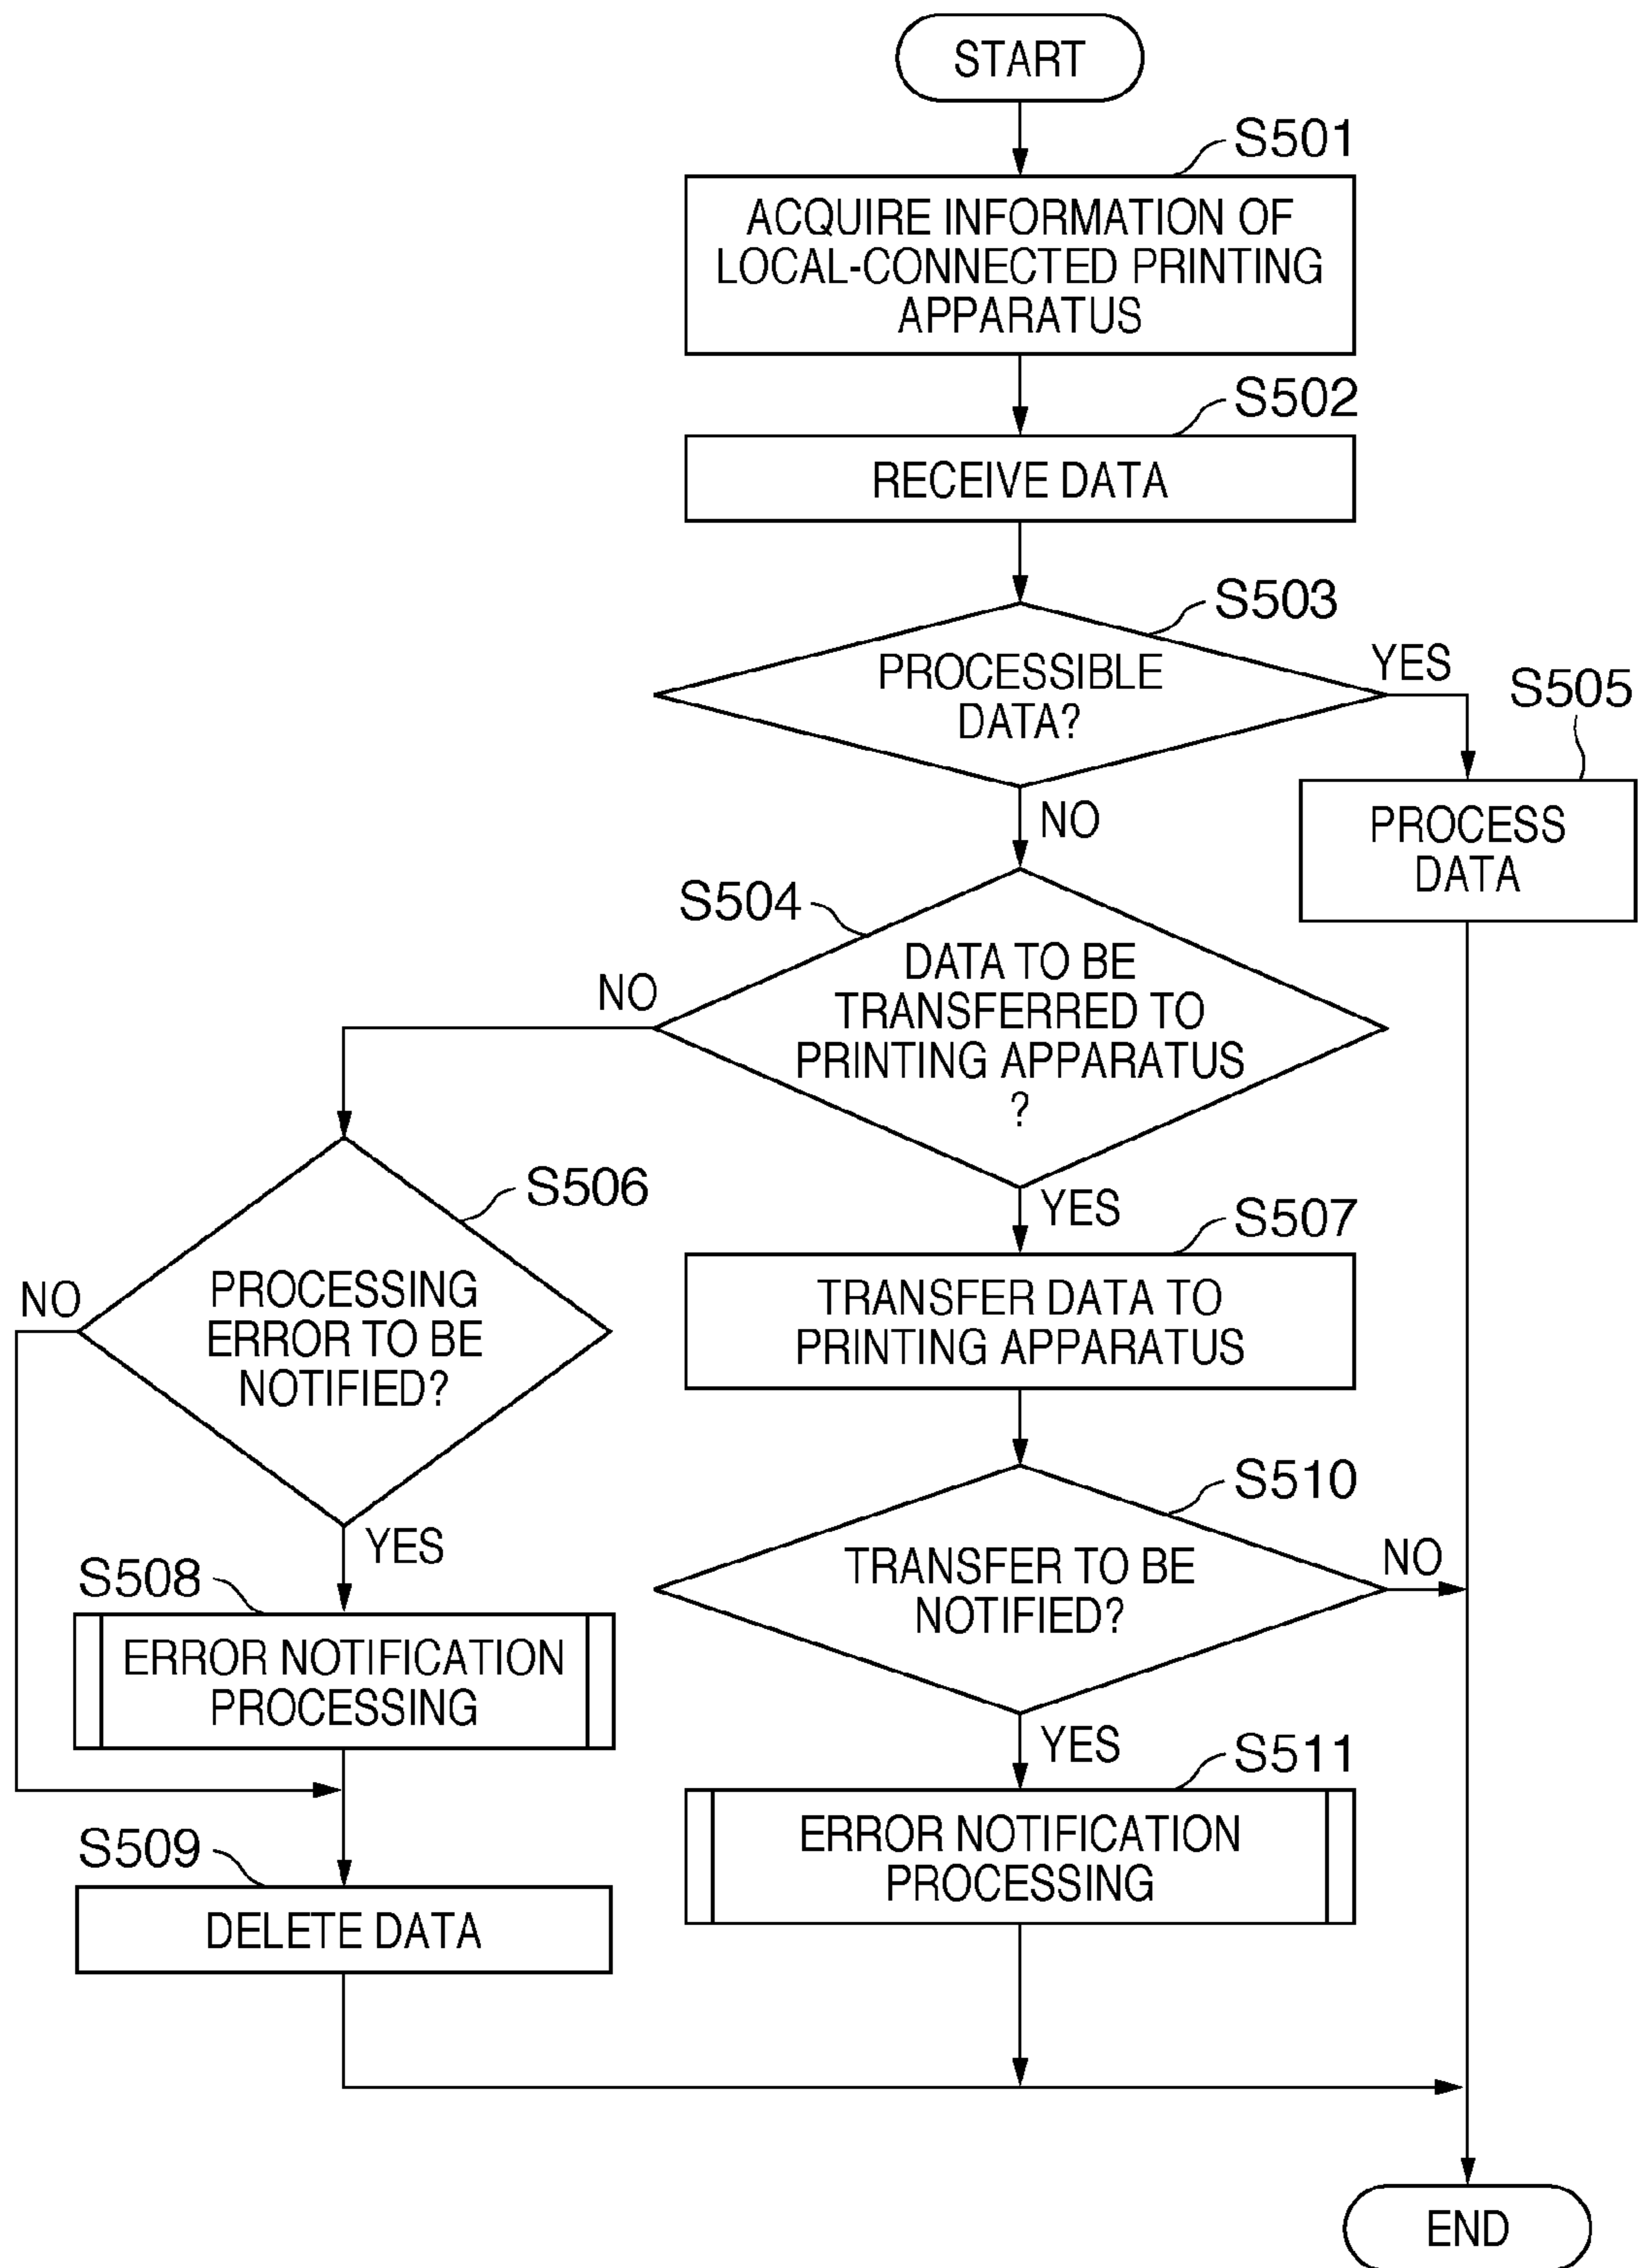 START
S501
ACQUIRE INFORMATION OF
LOCAL-CONNECTED PRINTING
APPARATUS
S502
RECEIVE DATA
S503
PROCESSIBLE
DATA?
YES
S505
PROCESS
DATA
NO
S504
DATA TO BE
TRANSFERRED TO
PRINTING APPARATUS
?
NO
S506
PROCESSING
ERROR TO BE
NOTIFIED?
NO
YES
S507
TRANSFER DATA TO
PRINTING APPARATUS
S510
TRANSFER TO BE
NOTIFIED?
NO
YES
S508
ERROR NOTIFICATION
PROCESSING
YES
S511
ERROR NOTIFICATION
PROCESSING
S509
DELETE DATA
END